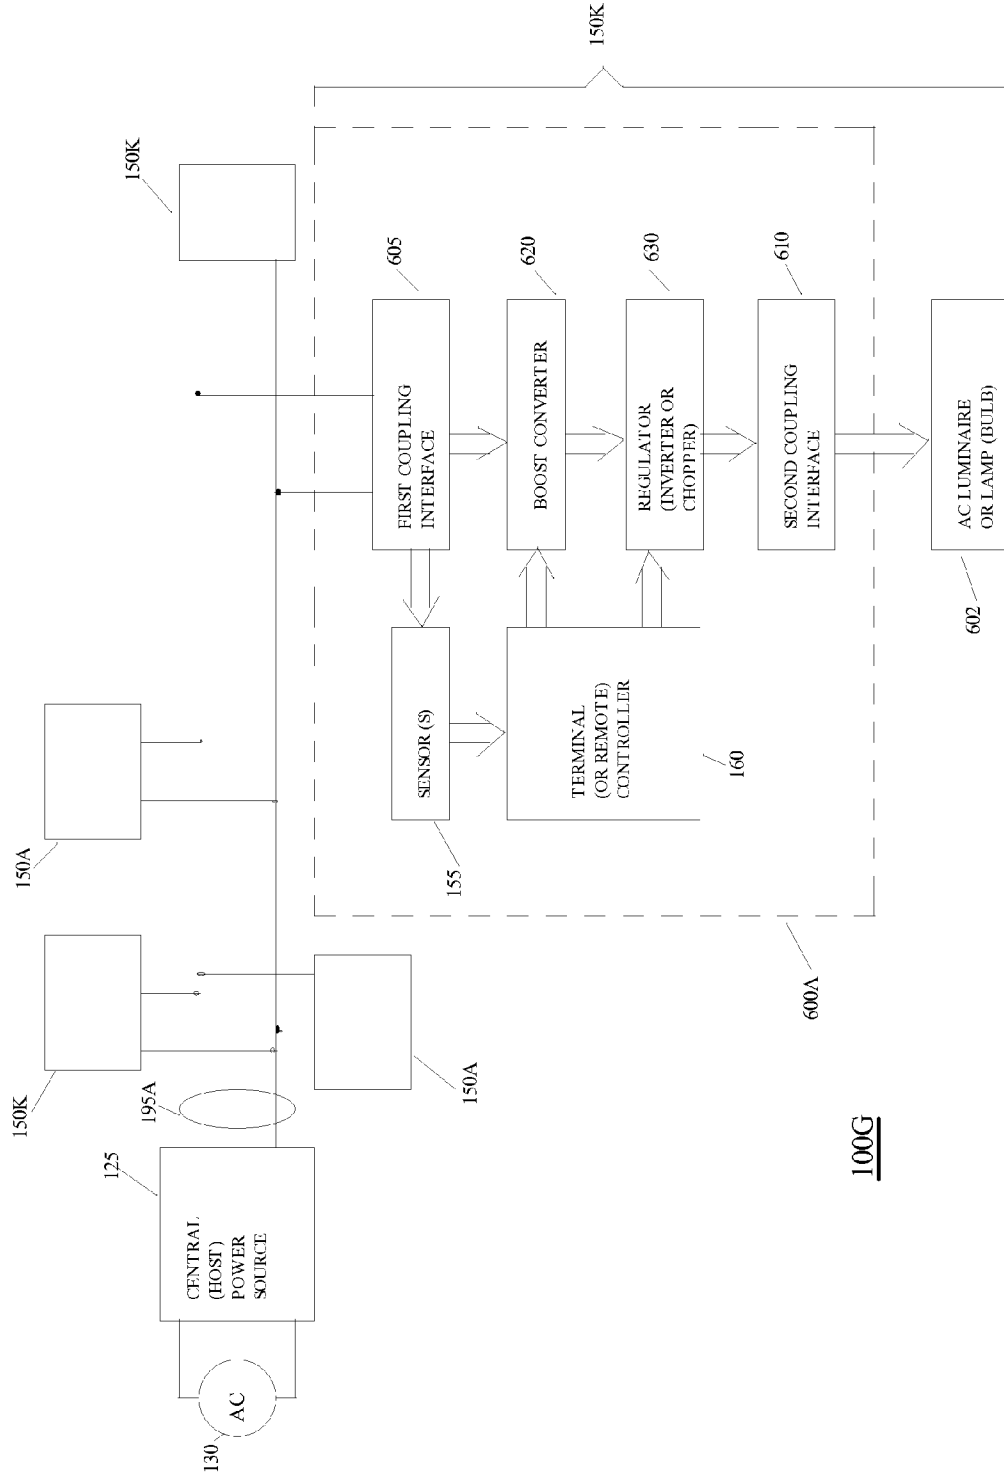 150K
150K
605
620
630
610
FIRST COUPLING
INTERFACE
BOOST CONVERTER
REGULATOR
(INVERTER OR
CHOPPER)
SECOND COUPLING
INTERFACE
AC LUMINAIRE
OR LAMP (BULB)
602
SENSOR (S)
155
TERMINAL
(OR REMOTE)
CONTROLLER
160
150A
600A
150K
150A
195A
125
CENTRAL
(HOST)
POWER
SOURCE
AC
130
100G